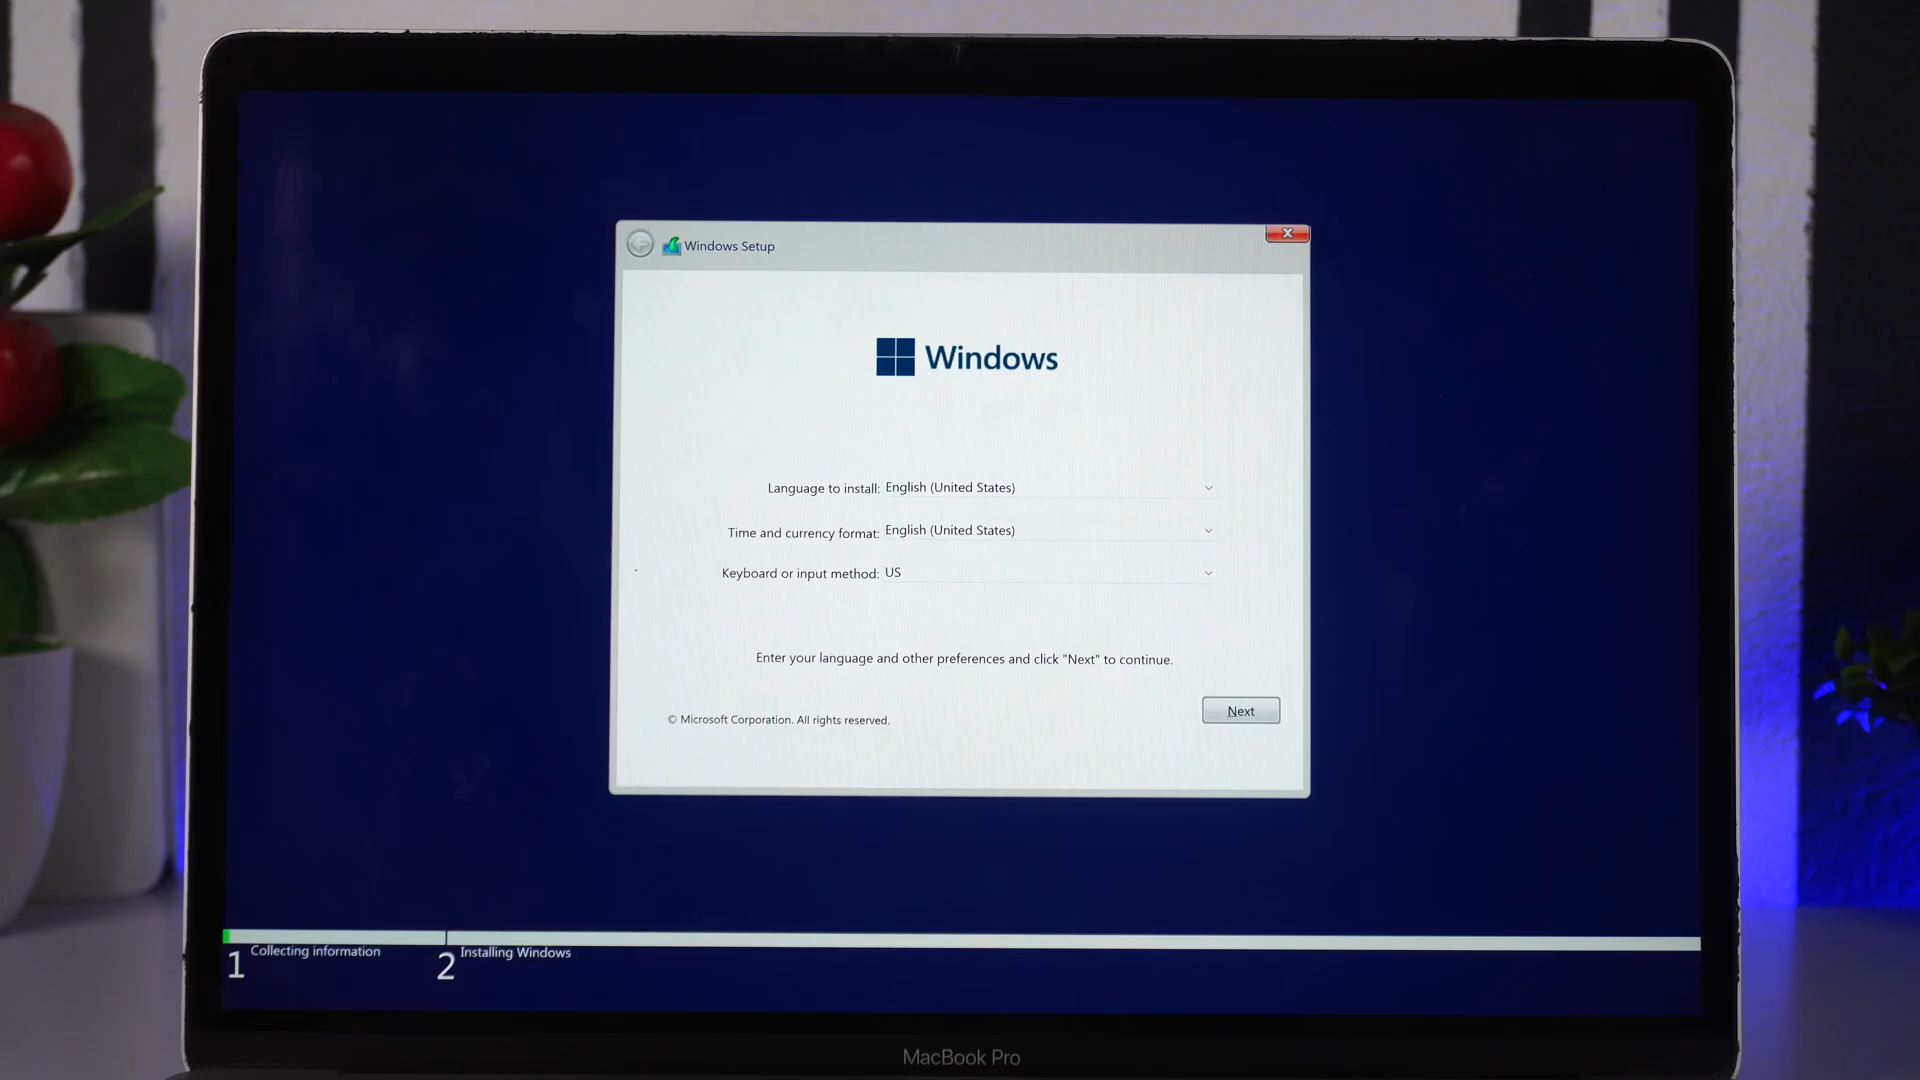 Windows Setup
X
Windows
Language to install: English (United States)
Time and currency format: English (United States)
Keyboard or input method: US
Enter your language and other preferences and click "Next" to continue.
© Microsoft Corporation. All rights reserved.
Next
1 Collecting information
2 Installing Windows
MacBook Pro